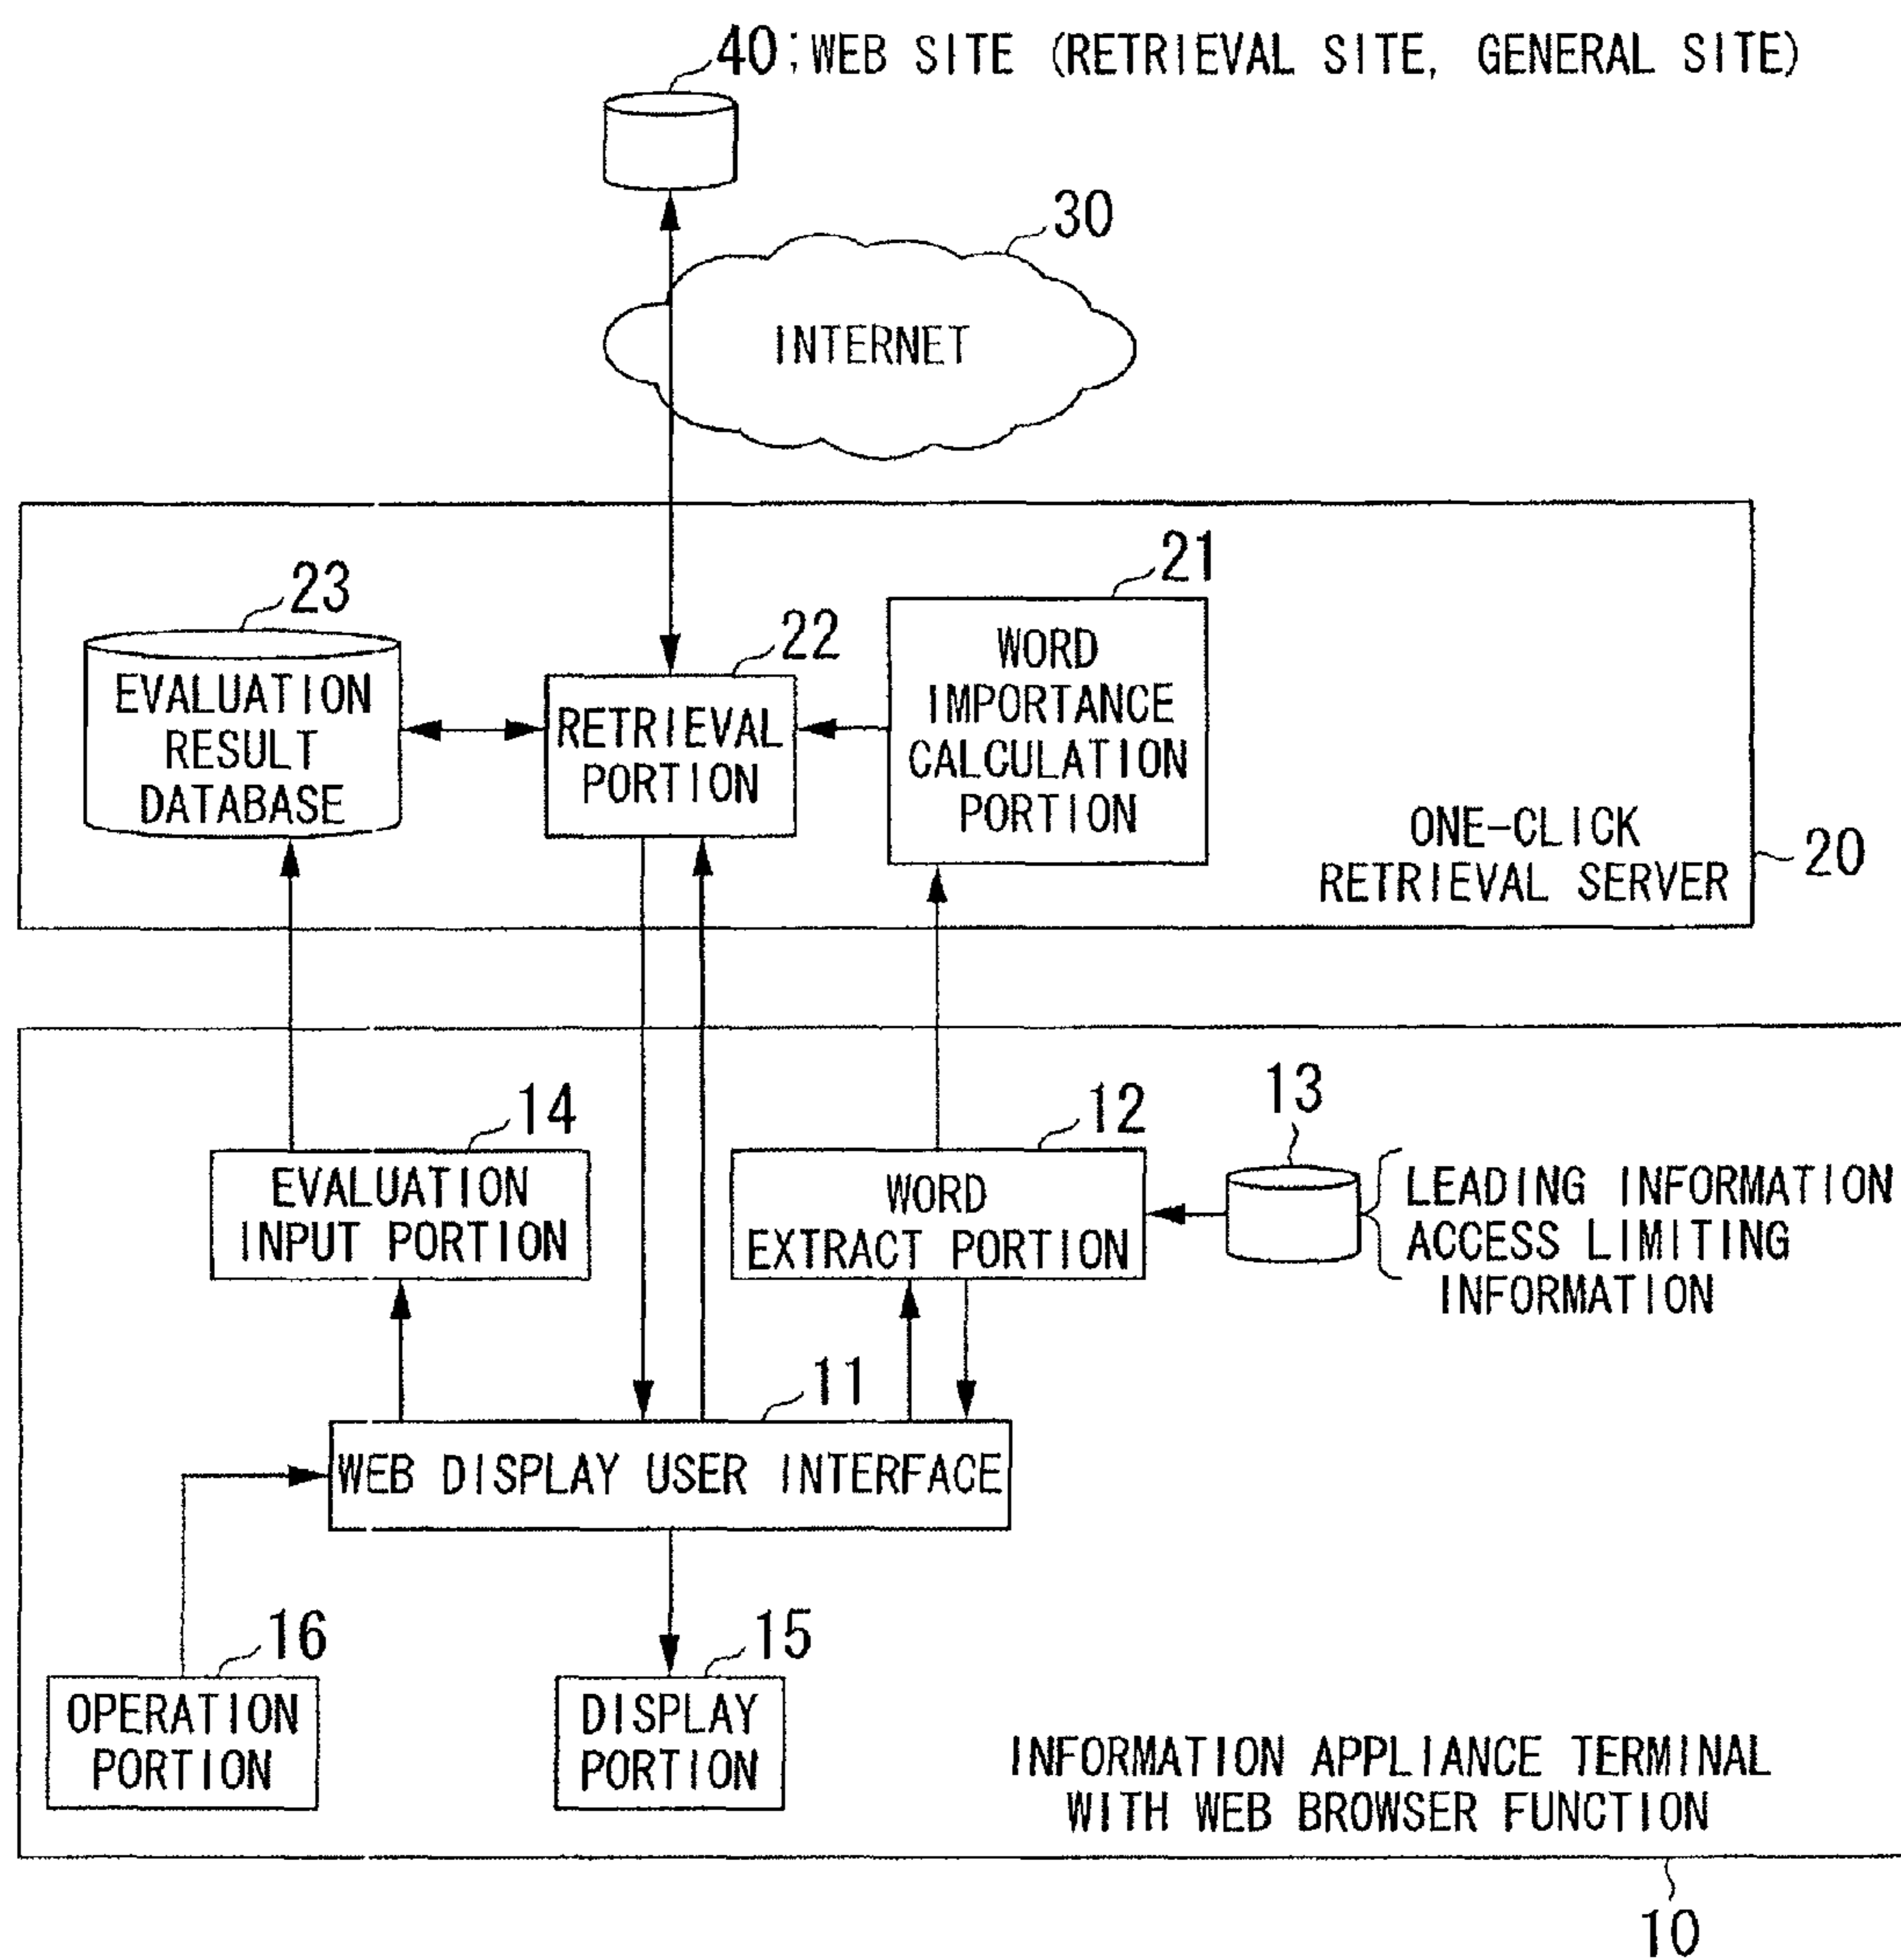 40; WEB SITE (RETRIEVAL SITE, GENERAL SITE)
30
INTERNET
21
23
22
WORD
IMPORTANCE
CALCULATION
PORTION
EVALUATION
RESULT
DATABASE
RETRIEVAL
PORTION
ONE-CLICK
RETRIEVAL SERVER
20
14
12
13
EVALUATION
INPUT PORTION
WORD
EXTRACT PORTION
LEADING INFORMATION
ACCESS LIMITING
INFORMATION
11
WEB DISPLAY USER INTERFACE
16
15
OPERATION
PORTION
DISPLAY
PORTION
INFORMATION APPLIANCE TERMINAL
WITH WEB BROWSER FUNCTION
10